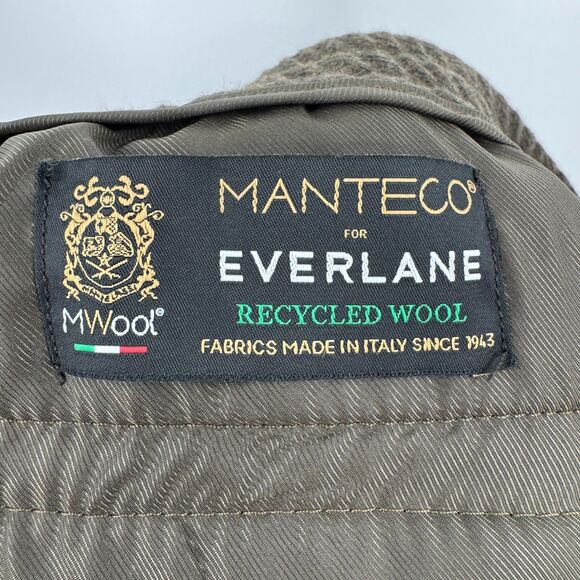 MWool®
MANTECO®
FOR
EVERLANE
RECYCLED WOOL
FABRICS MADE IN ITALY SINCE 1943